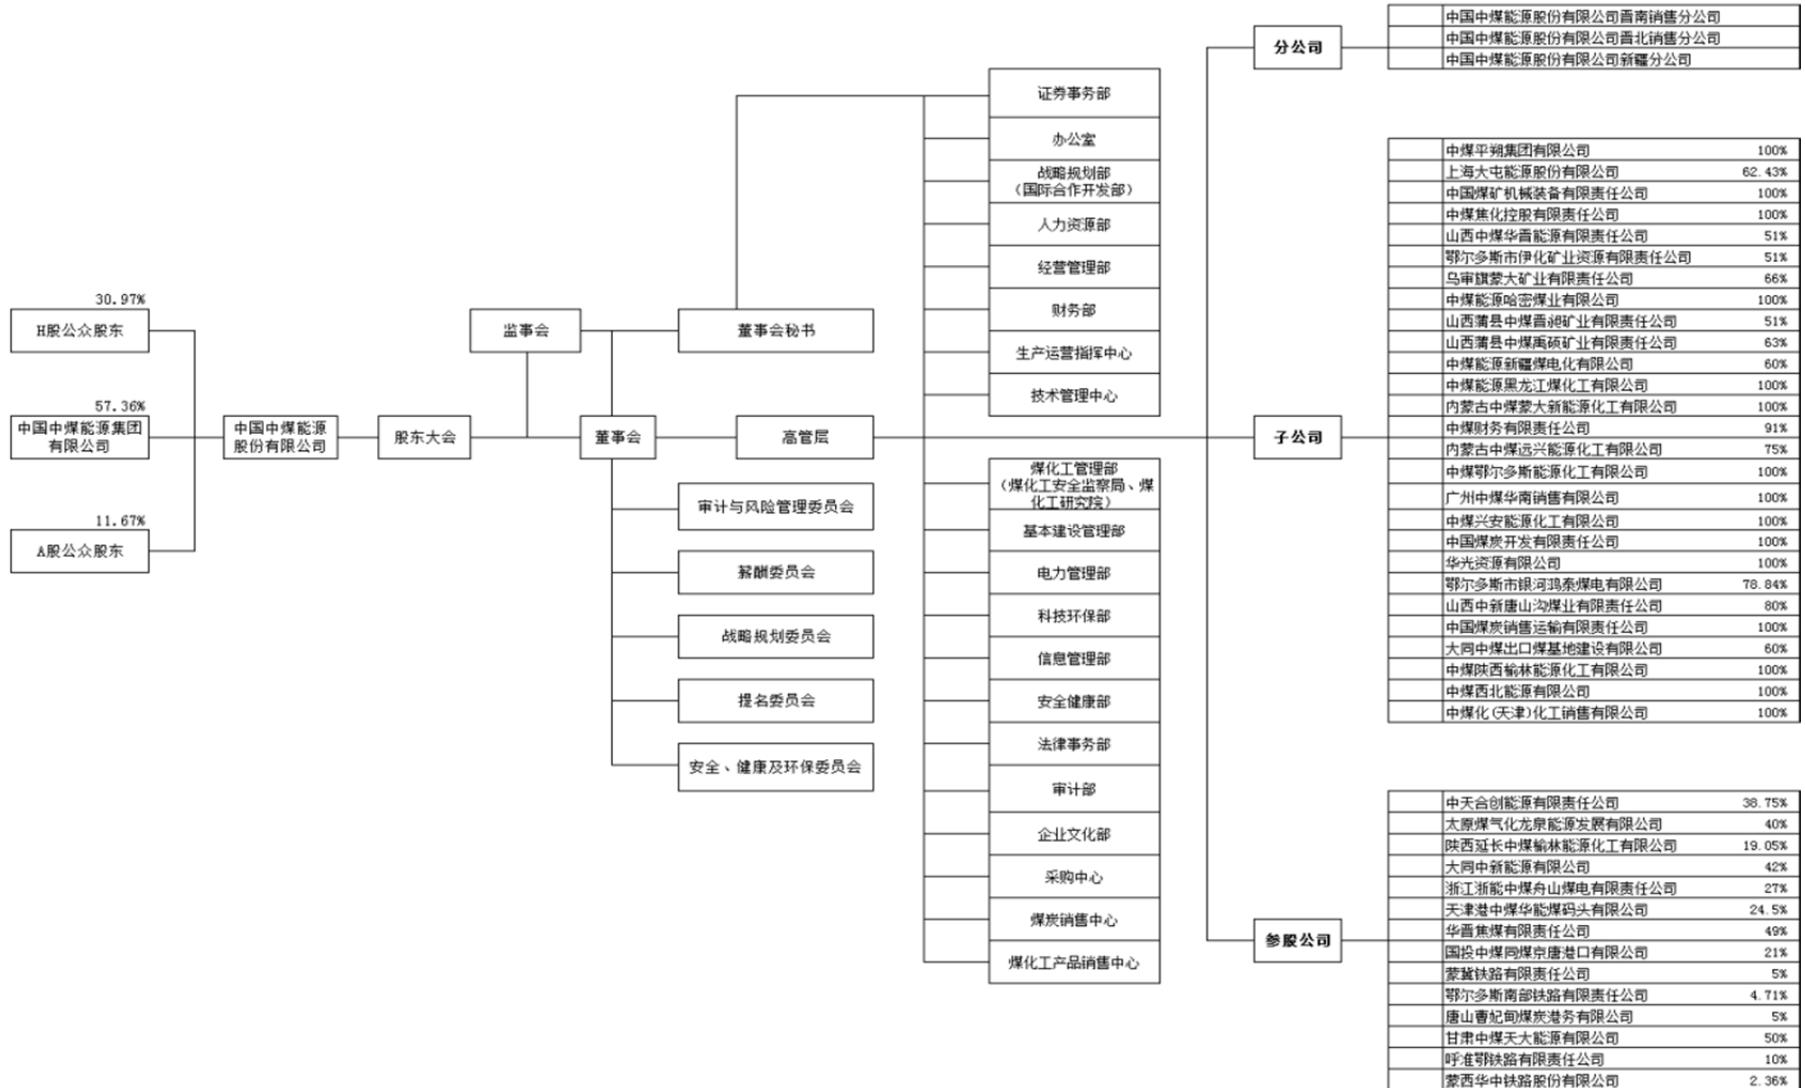 30.97%
H股公众股东
57.36%
中国中煤能源集团
有限公司
11.67%
A股公众股东
中国中煤能源
股份有限公司
股东大会
监事会
董事会
董事会秘书
高管层
审计与风险管理委员会
薪酬委员会
战略规划委员会
提名委员会
安全、健康及环保委员会
证券事务部
办公室
战略规划部
（国际合作开发部）
人力资源部
经营管理部
财务部
生产运营指挥中心
技术管理中心
煤化工管理部
（煤化工安全监察局、煤
化工研究院）
基本建设管理部
电力管理部
科技环保部
信息管理部
安全健康部
法律事务部
审计部
企业文化部
采购中心
煤炭销售中心
煤化工产品销售中心
分公司
中国中煤能源股份有限公司晋南销售分公司
中国中煤能源股份有限公司晋北销售分公司
中国中煤能源股份有限公司新疆分公司
子公司
中煤平朔集团有限公司 100%
上海大屯能源股份有限公司 62.43%
中国煤矿机械装备有限责任公司 100%
中煤焦化控股有限责任公司 100%
山西中煤华晋能源有限责任公司 51%
鄂尔多斯市伊化矿业资源有限责任公司 51%
乌审旗蒙大矿业有限责任公司 66%
中煤能源哈密煤业有限公司 100%
山西蒲县中煤晋昶矿业有限责任公司 51%
山西蒲县中煤禹硕矿业有限责任公司 63%
中煤能源新疆煤电化有限公司 60%
中煤能源黑龙江煤化工有限公司 100%
内蒙古中煤蒙大新能源化工有限公司 100%
中煤财务有限责任公司 91%
内蒙古中煤远兴能源化工有限公司 75%
中煤鄂尔多斯能源化工有限公司 100%
广州中煤华南销售有限公司 100%
中煤兴安能源化工有限公司 100%
中国煤炭开发有限责任公司 100%
华光资源有限公司 100%
鄂尔多斯市银河鸿泰煤电有限公司 78.84%
山西中新唐山沟煤业有限责任公司 80%
中国煤炭销售运输有限责任公司 100%
大同中煤出口煤基地建设有限公司 60%
中煤陕西榆林能源化工有限公司 100%
中煤西北能源有限公司 100%
中煤化(天津)化工销售有限公司 100%
参股公司
中天合创能源有限责任公司 38.75%
太原煤气化龙泉能源发展有限公司 40%
陕西延长中煤榆林能源化工有限公司 19.05%
大同中新能源有限公司 42%
浙江浙能中煤舟山煤电有限责任公司 27%
天津港中煤华能煤码头有限公司 24.5%
华晋焦煤有限责任公司 49%
国投中煤同煤京唐港口有限公司 21%
蒙冀铁路有限责任公司 5%
鄂尔多斯南部铁路有限责任公司 4.71%
唐山曹妃甸煤炭港务有限公司 5%
甘肃中煤天大能源有限公司 50%
呼准鄂铁路有限责任公司 10%
蒙西华中铁路股份有限公司 2.36%